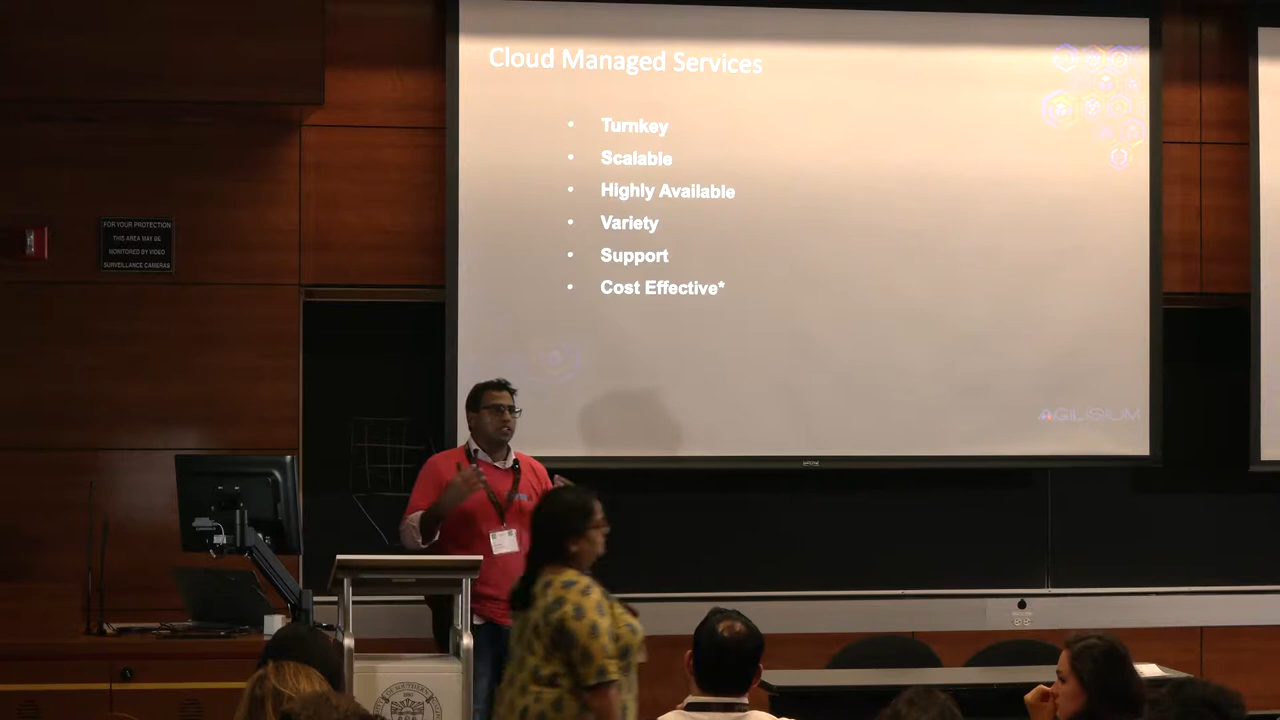 Cloud Managed Services
• Turnkey
• Scalable
• Highly Available
• Variety
• Support
• Cost Effective*
AGILISIUM
FOR YOUR PROTECTION
THIS AREA MAY BE
MONITORED BY VIDEO
SURVEILLANCE CAMERAS